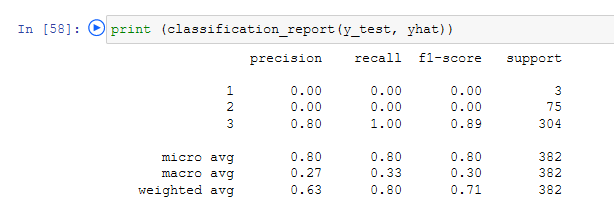 In [58]: print (classification_report(y_test, yhat))
precision recall f1-score support
1 0.00 0.00 0.00 3
2 0.00 0.00 0.00 75
3 0.80 1.00 0.89 304
micro avg 0.80 0.80 0.80 382
macro avg 0.27 0.33 0.30 382
weighted avg 0.63 0.80 0.71 382